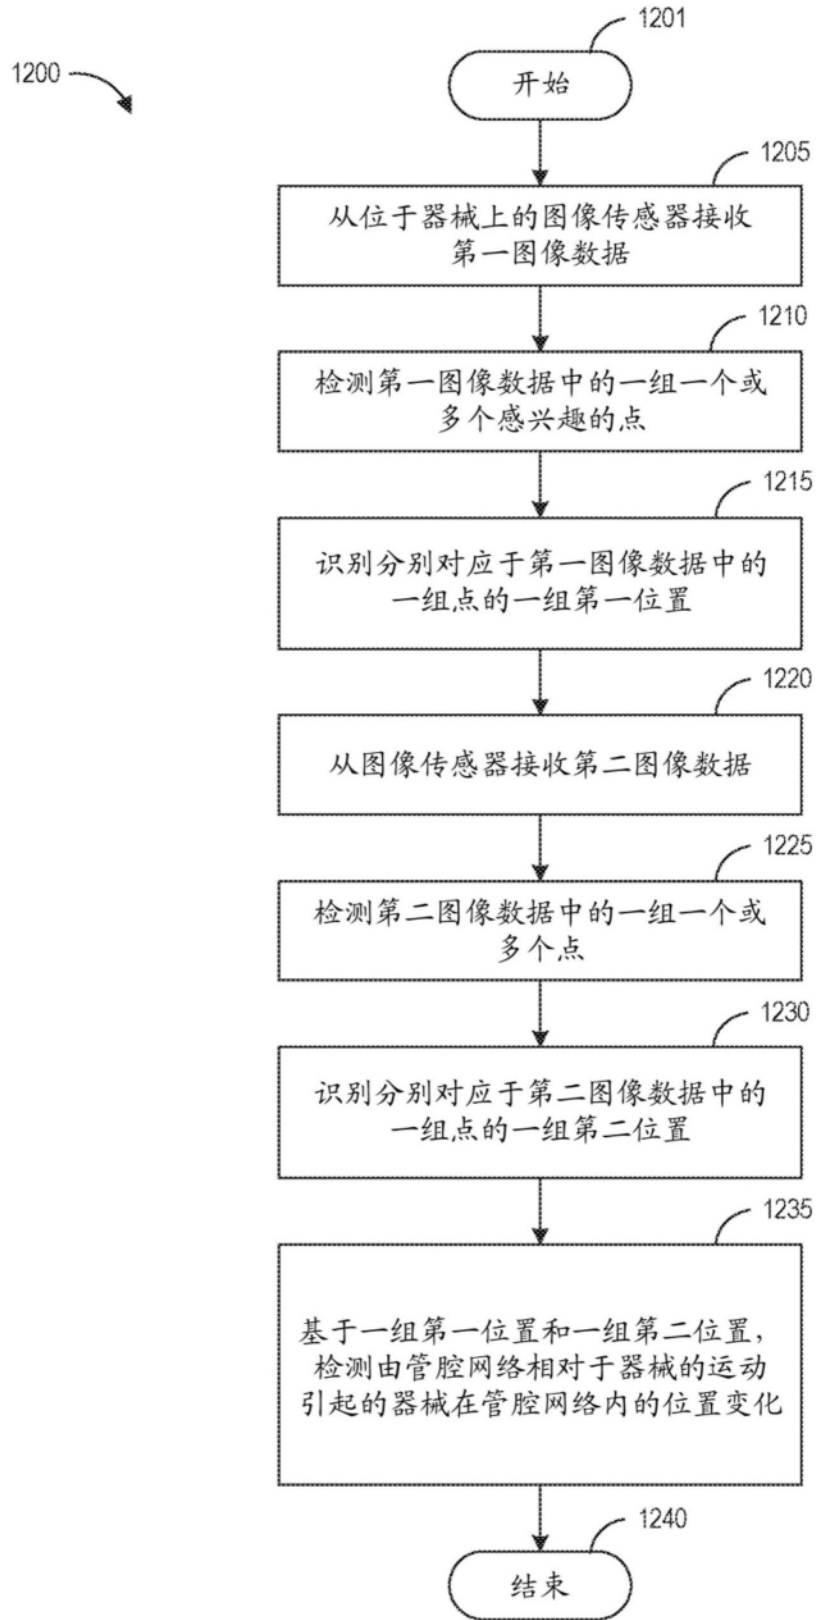 1201
1200
开始
1205
从位于器械上的图像传感器接收
第一图像数据
1210
检测第一图像数据中的一组一个或
多个感兴趣的点
1215
识别分别对应于第一图像数据中的
一组点的一组第一位置
1220
从图像传感器接收第二图像数据
1225
检测第二图像数据中的一组一个或
多个点
1230
识别分别对应于第二图像数据中的
一组点的一组第二位置
1235
基于一组第一位置和一组第二位置，
检测由管腔网络相对于器械的运动
引起的器械在管腔网络内的位置变化
1240
结束